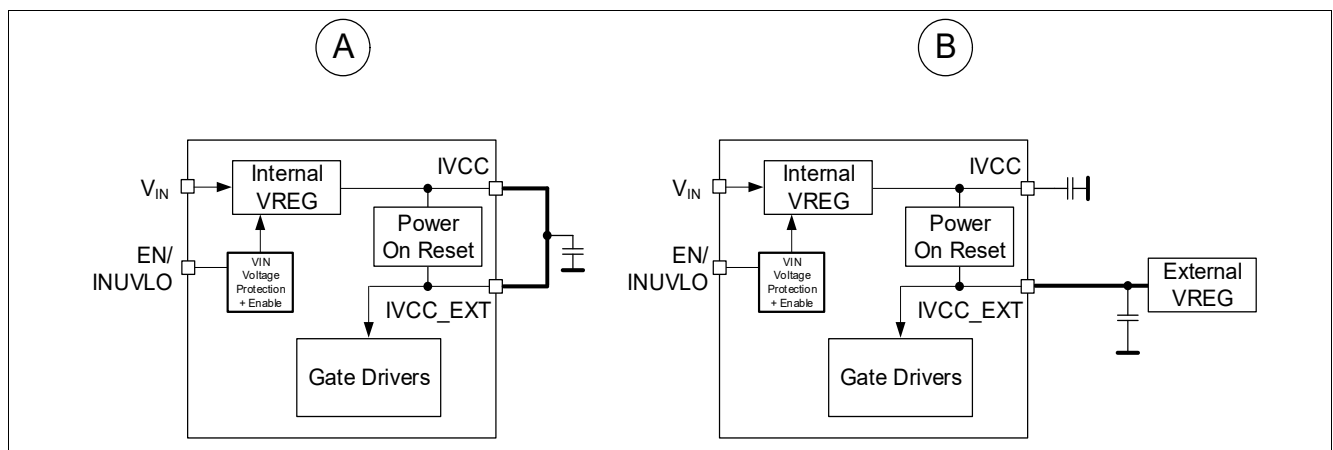 A
B
IVCC
Internal
VREG
V_IN
Power
On Reset
EN/
INUVLO
VIN
Voltage
Protection
+ Enable
IVCC_EXT
Gate Drivers
IVCC
Internal
VREG
V_IN
Power
On Reset
EN/
INUVLO
VIN
Voltage
Protection
+ Enable
External
VREG
IVCC_EXT
Gate Drivers